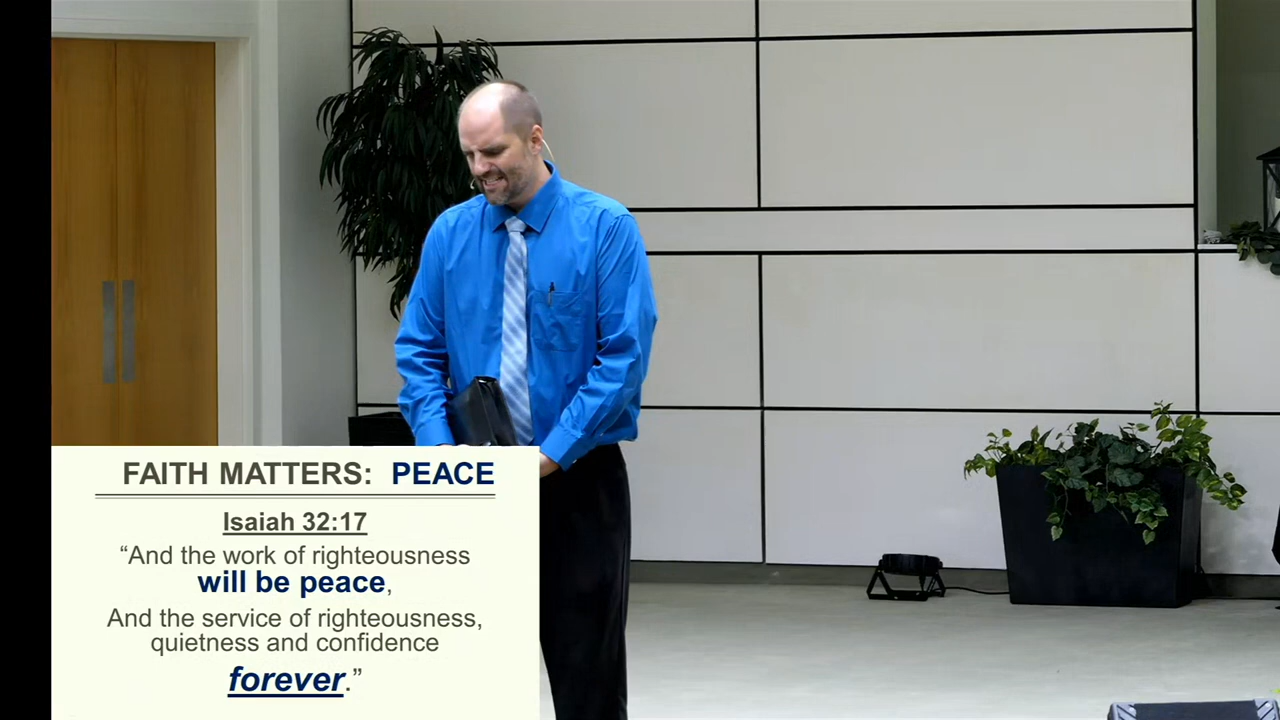 FAITH MATTERS: PEACE
Isaiah 32:17
“And the work of righteousness
will be peace,
And the service of righteousness,
quietness and confidence
forever.”